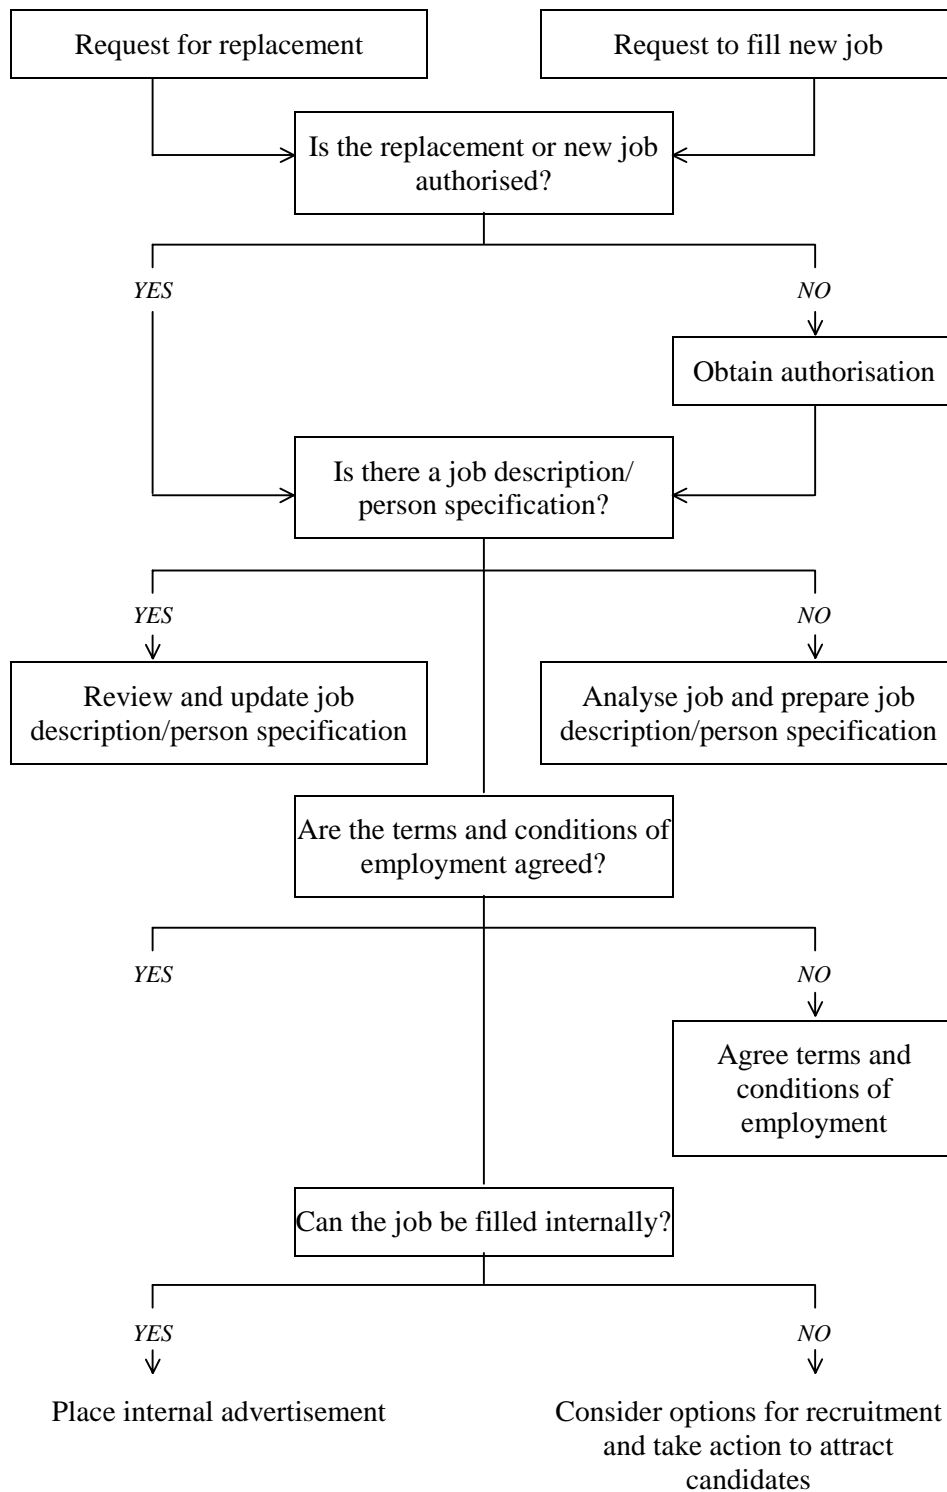 Request for replacement
Request to fill new job
Is the replacement or new job
authorised?
YES
NO
Obtain authorisation
Is there a job description/
person specification?
YES
NO
Review and update job
description/person specification
Analyse job and prepare job
description/person specification
Are the terms and conditions of
employment agreed?
YES
NO
Agree terms and
conditions of
employment
Can the job be filled internally?
YES
NO
Place internal advertisement
Consider options for recruitment
and take action to attract
candidates